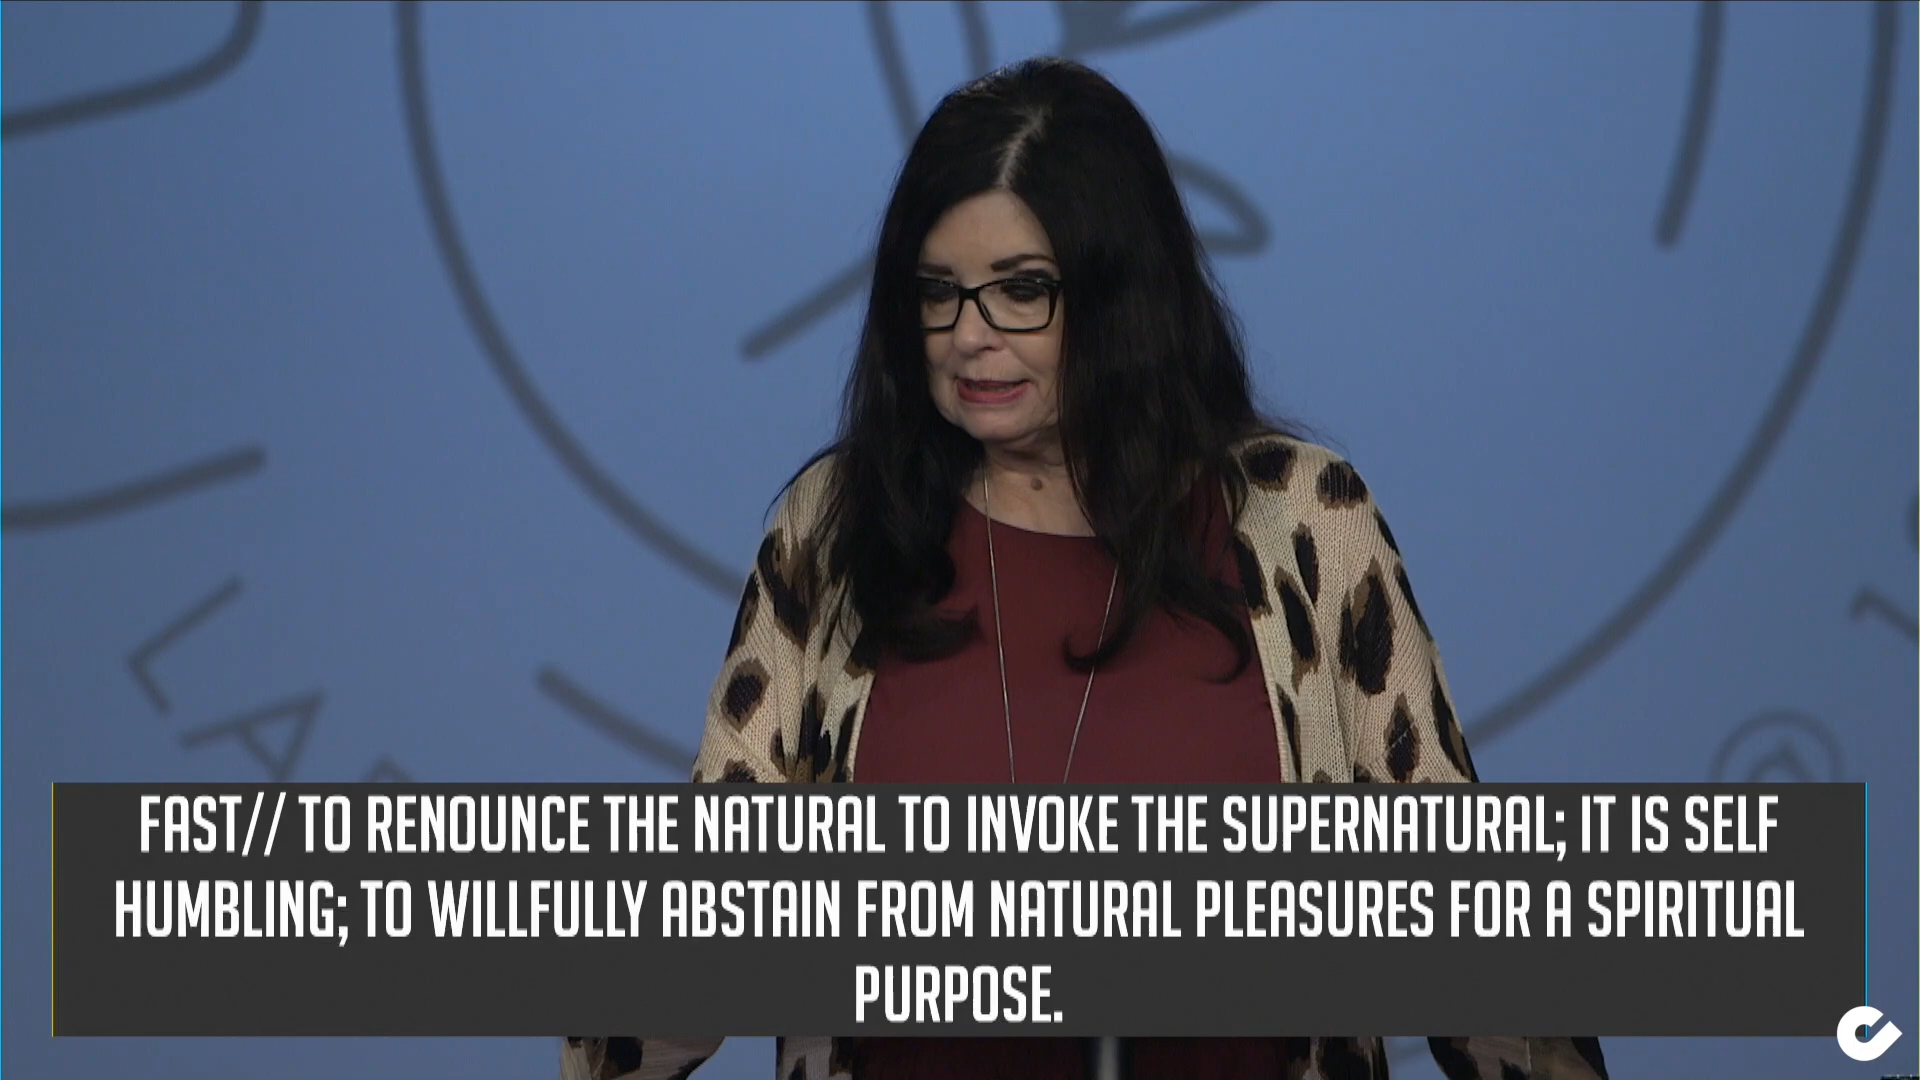 LA
FAST// TO RENOUNCE THE NATURAL TO INVOKE THE SUPERNATURAL; IT IS SELF
HUMBLING; TO WILLFULLY ABSTAIN FROM NATURAL PLEASURES FOR A SPIRITUAL
PURPOSE.